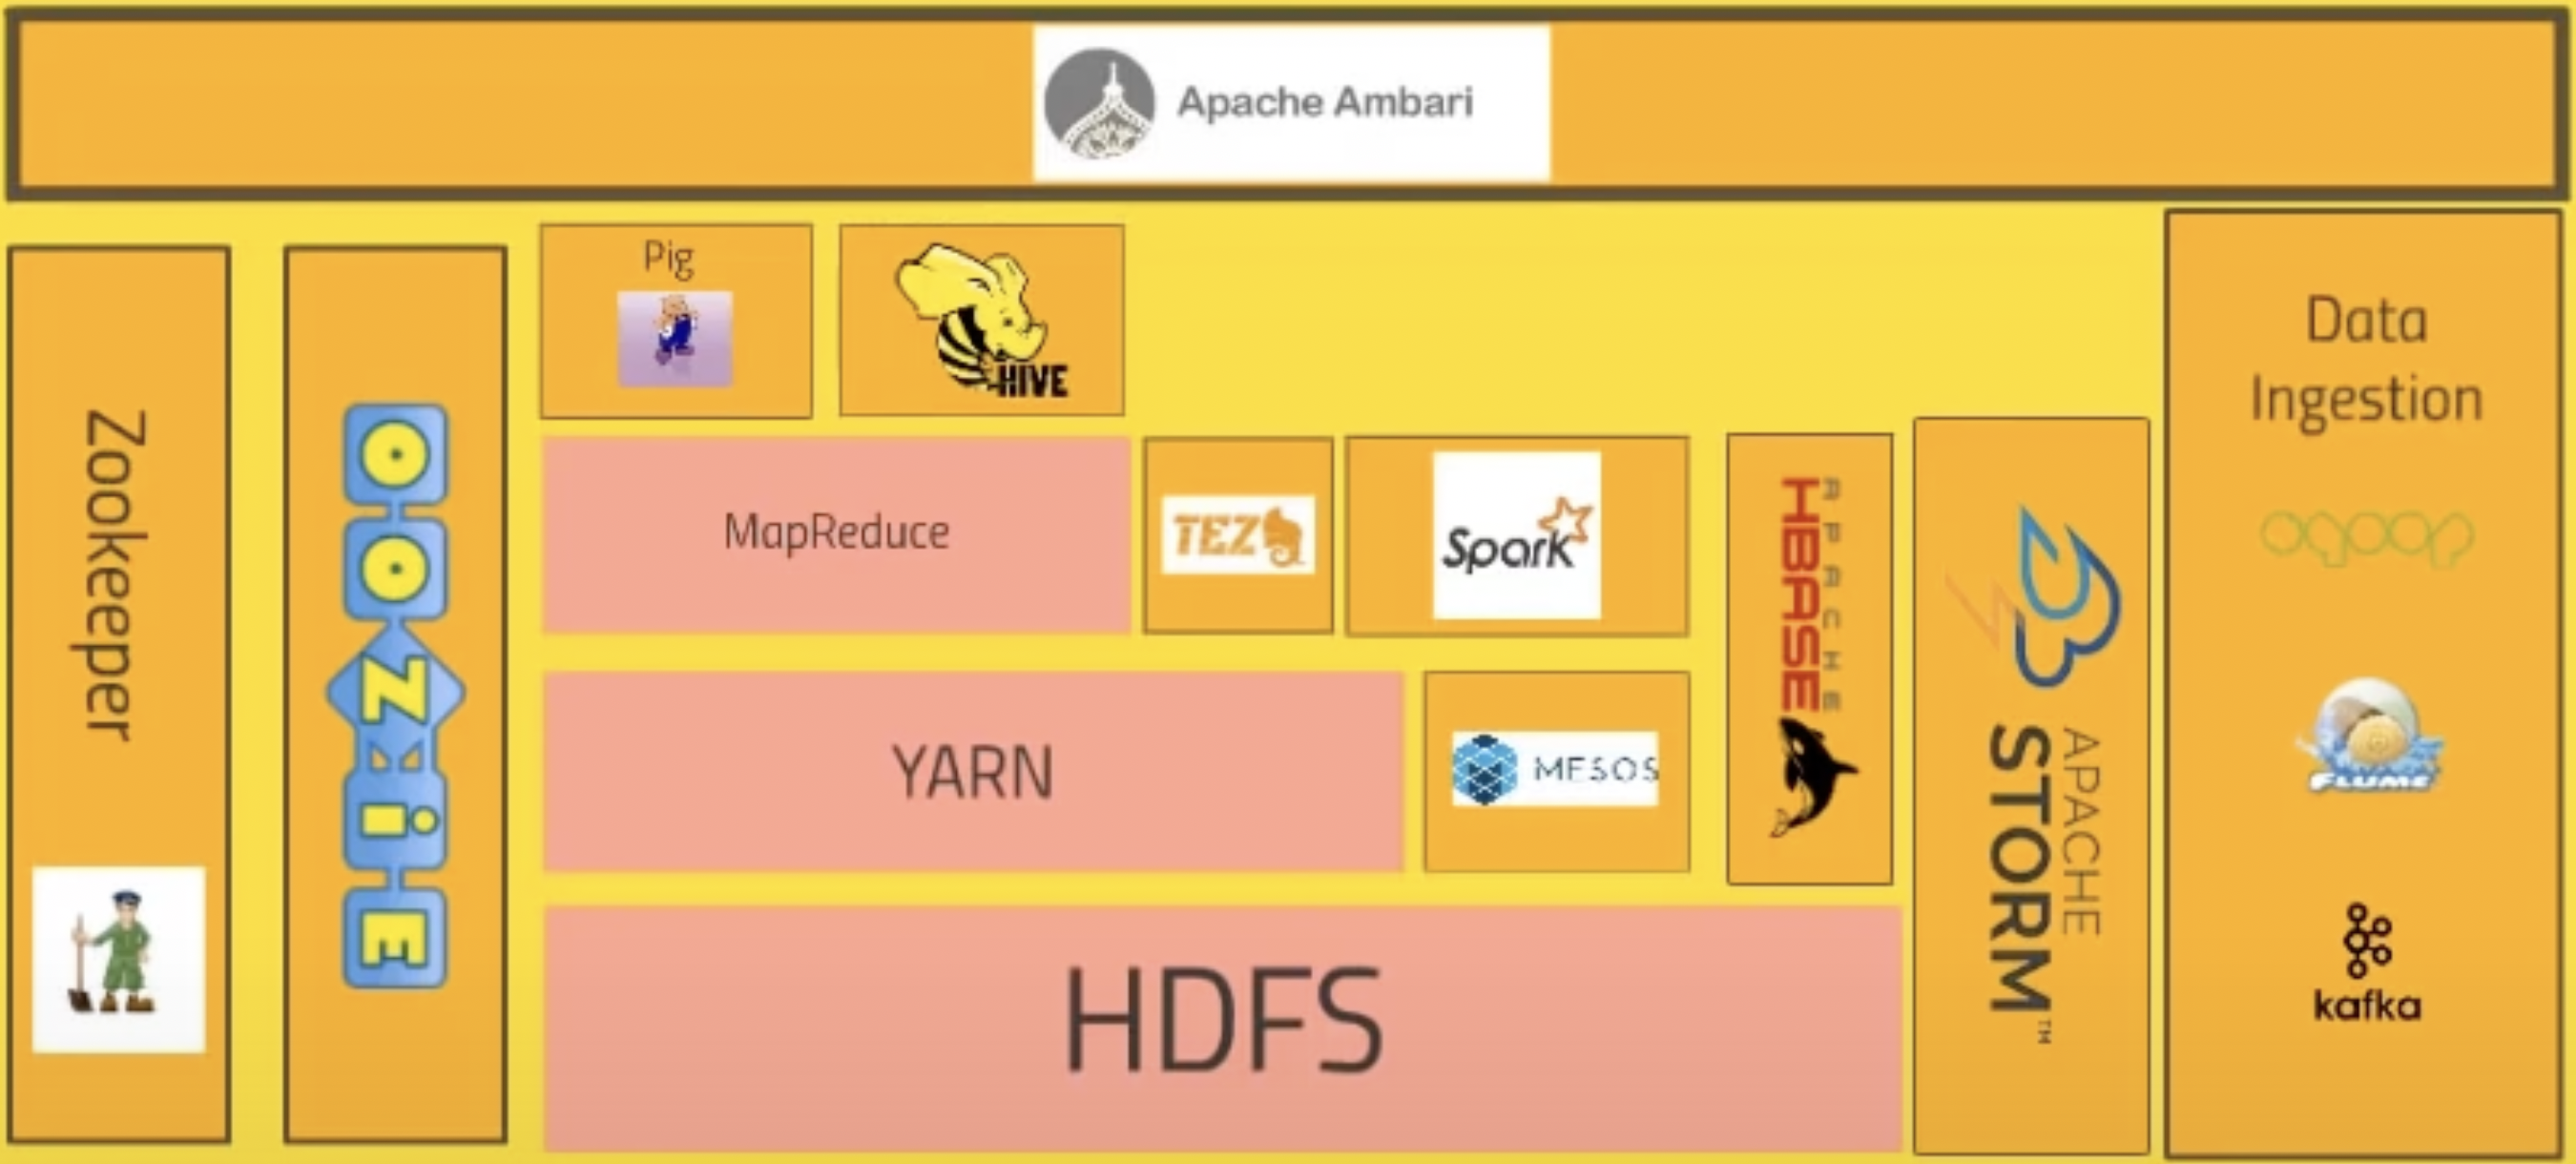 Apache Ambari
Zookeeper
OOZiE
Pig
HIVE
MapReduce
TEZ
Spark
YARN
MESOS
HDFS
APACHE
HBASE
APACHE
STORM™
Data
Ingestion
sqoop
FLUME
kafka